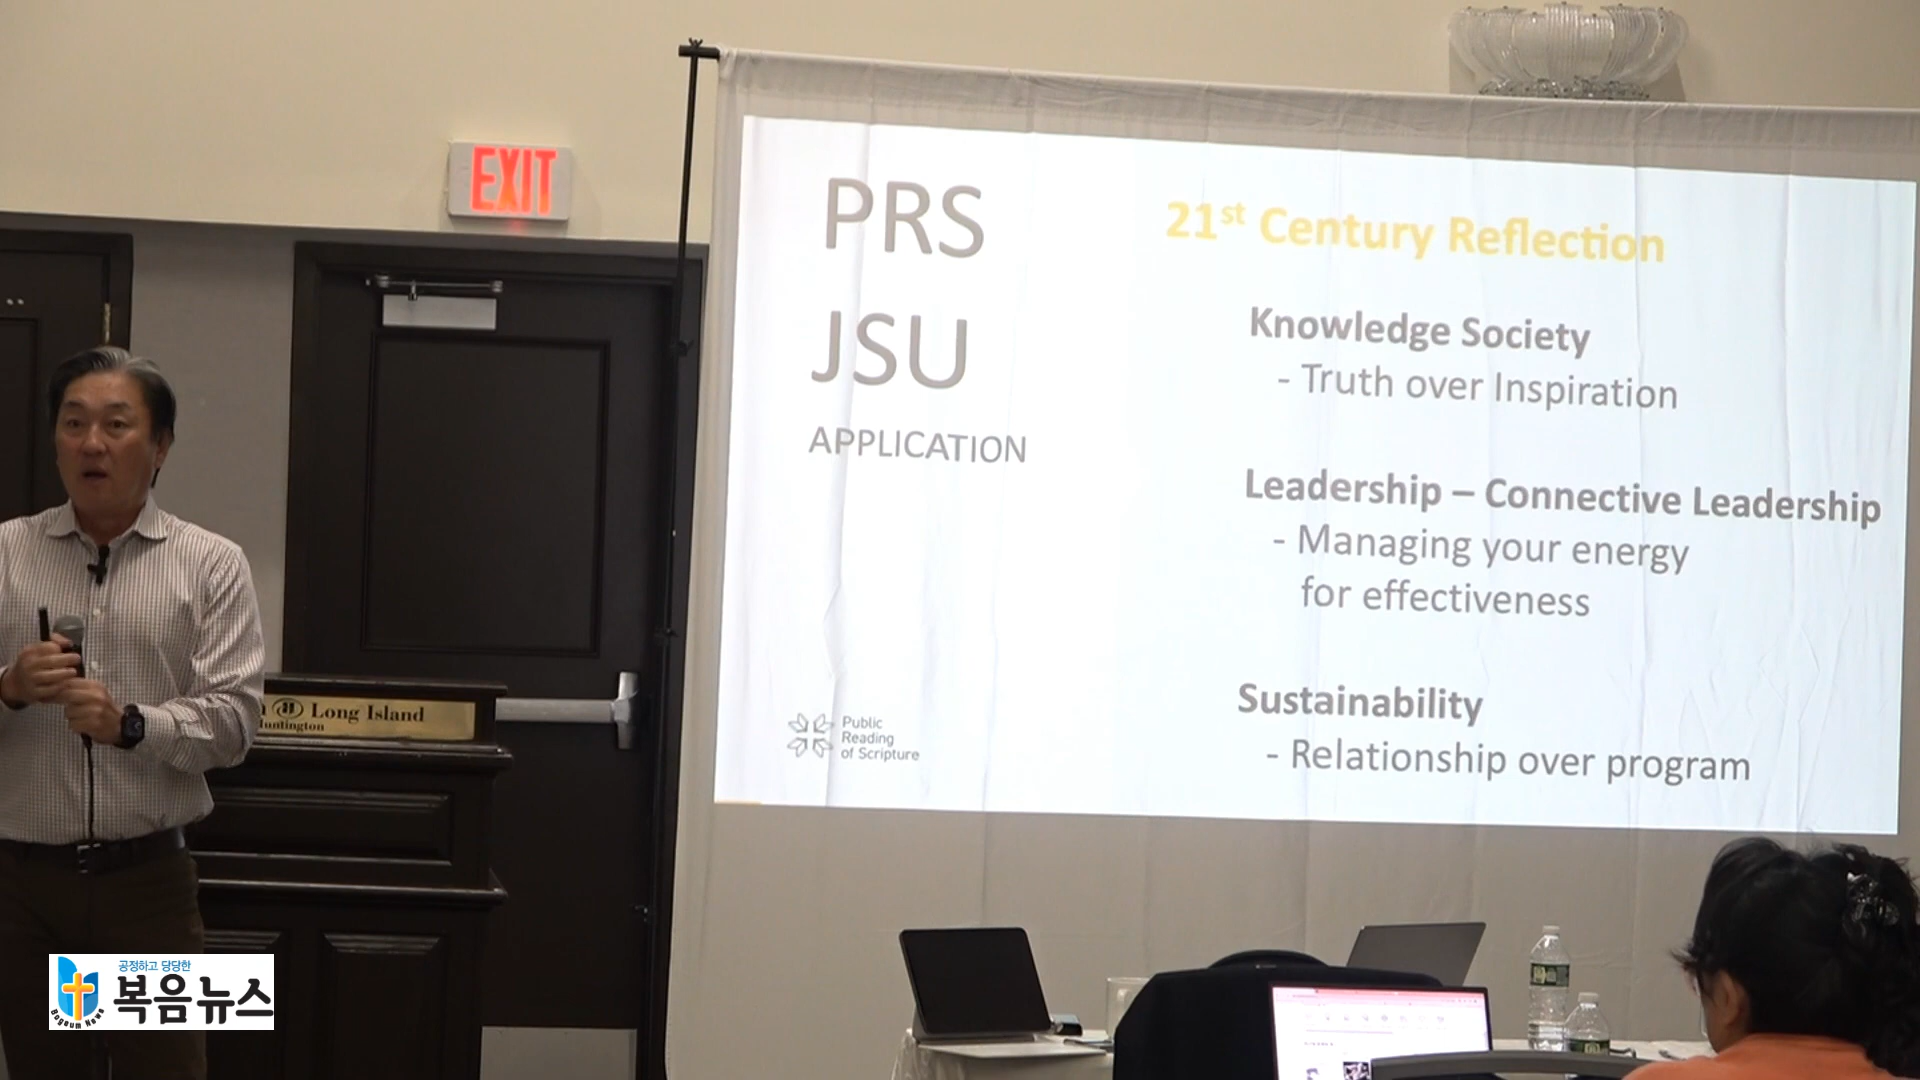 EXIT
PRS
JSU
APPLICATION
21st Century Reflection
Knowledge Society
- Truth over Inspiration
Leadership – Connective Leadership
- Managing your energy
for effectiveness
Sustainability
- Relationship over program
Public
Reading
of Scripture
Long Island
Huntington
공정하고 당당한
복음뉴스
Bogeum News